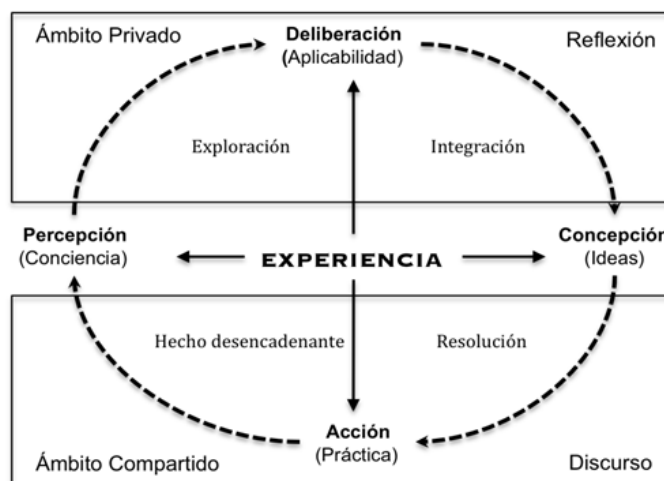 Ámbito Privado
Deliberación
(Aplicabilidad)
Reflexión
Exploración
Integración
Percepción
(Conciencia)
EXPERIENCIA
Concepción
(Ideas)
Hecho desencadenante
Resolución
Acción
(Práctica)
Ámbito Compartido
Discurso